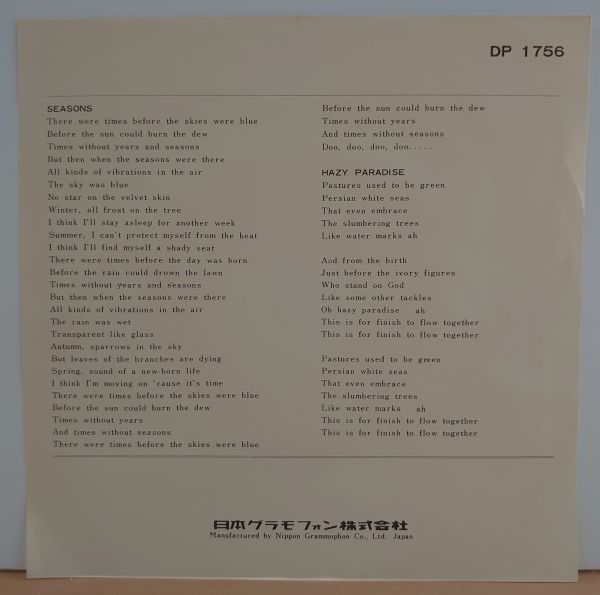 DP 1756
SEASONS
There were times before the skies were blue
Before the sun could burn the dew
Times without years and seasons
But then when the seasons were there
All kinds of vibrations in the air
The sky was blue
No star on the velvet skin
Winter, all frost on the tree
I think I'll stay asleep for another week
Summer, I can't protect myself from the heat
I think I'll find myself a shady seat
There were times before the day was born
Before the rain could drown the lawn
Times without years and seasons
But then when the seasons were there
All kinds of vibrations in the air
The rain was wet
Transparent like glass
Autumn, sparrows in the sky
But leaves of the branches are dying
Spring, sound of a new-born life
I think I'm moving on 'cause it's time
There were times before the skies were blue
Before the sun could burn the dew
Times without years
And times without seasons
There were times before the skies were blue
Before the sun could burn the dew
Times without years
And times without seasons
Doo, doo, doo, doo.....
HAZY PARADISE
Pastures used to be green
Persian white seas
That even embrace
The slumbering trees
Like water marks ah
And from the birth
Just before the ivory figures
Who stand on God
Like some other tackles
Oh hazy paradise ah
This is for finish to flow together
This is for finish to flow together
Pastures used to be green
Persian white seas
That even embrace
The slumbering trees
Like water marks ah
This is for finish to flow together
This is for finish to flow together
日本グラモフォン株式会社
Manufactured by Nippon Grammophon Co., Ltd. Japan